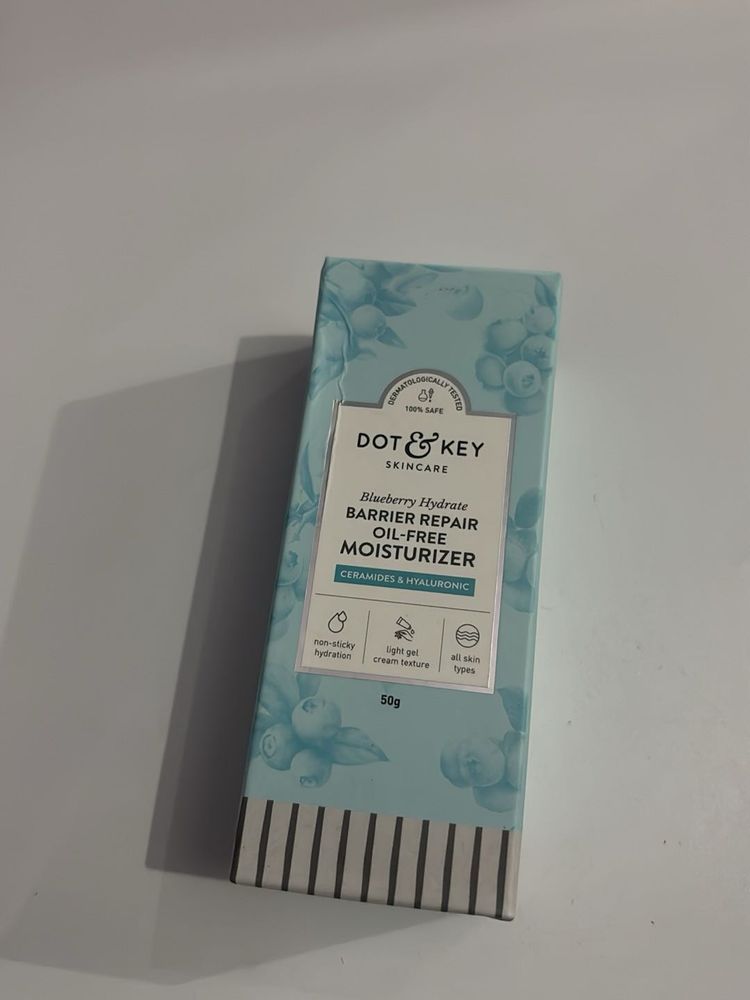 DERMATOLOGICALLY TESTED
100% SAFE
DOT & KEY
SKINCARE
Blueberry Hydrate
BARRIER REPAIR
OIL-FREE
MOISTURIZER
CERAMIDES & HYALURONIC
non-sticky
hydration
light gel
cream texture
all skin
types
50g